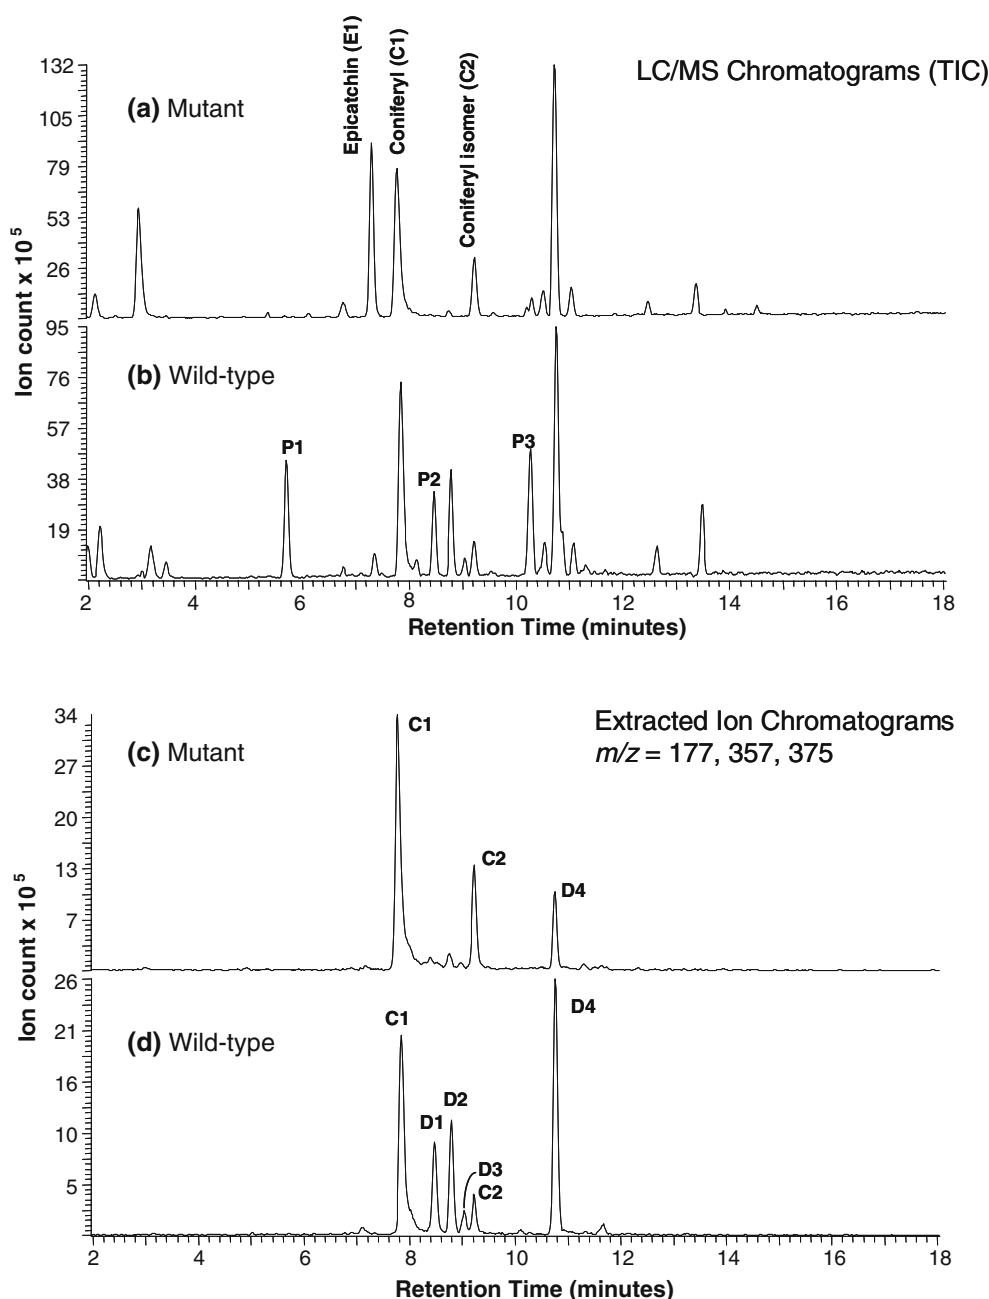 LC/MS Chromatograms (TIC)
(a) Mutant
Epicatchin (E1)
Coniferyl (C1)
Coniferyl isomer (C2)
132
105
79
53
26
Ion count x 10 5
95
76
57
38
19
(b) Wild-type
P1
P2
P3
2 4 6 8 10 12 14 16 18
Retention Time (minutes)
Extracted Ion Chromatograms
m/z = 177, 357, 375
(c) Mutant
34
27
20
13
7
C1
C2
D4
Ion count x 10 5
26
21
16
10
5
(d) Wild-type
C1
D1
D2
D3
C2
D4
2 4 6 8 10 12 14 16 18
Retention Time (minutes)